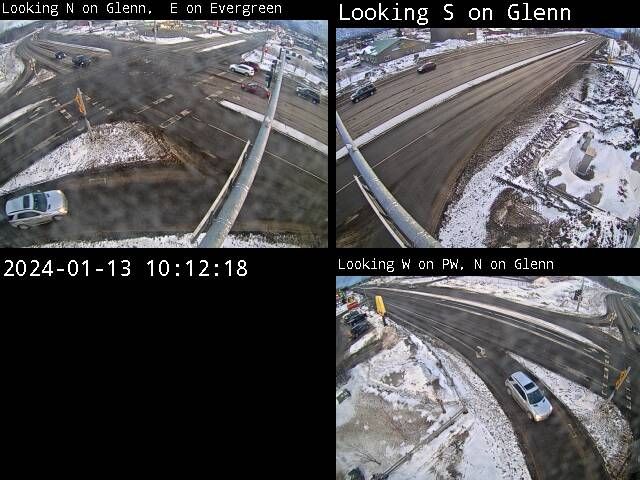 Looking N on Glenn,  E on Evergreen
Looking S on Glenn
2024-01-13 10:12:18
Looking W on PW, N on Glenn